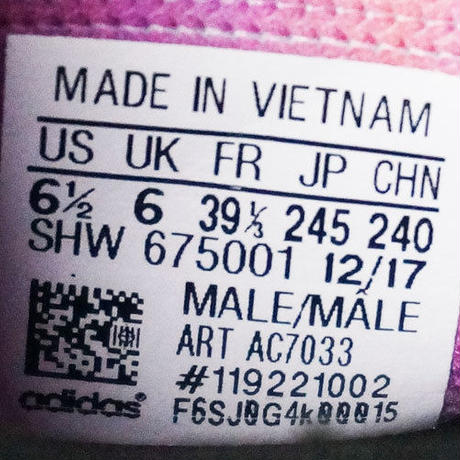 MADE IN VIETNAM
US UK FR JP CHN
6½ 6 39⅓ 245 240
SHW 675001 12/17
MALE/MÂLE
ART AC7033
#119221002
adidas F6SJ0G4k00015